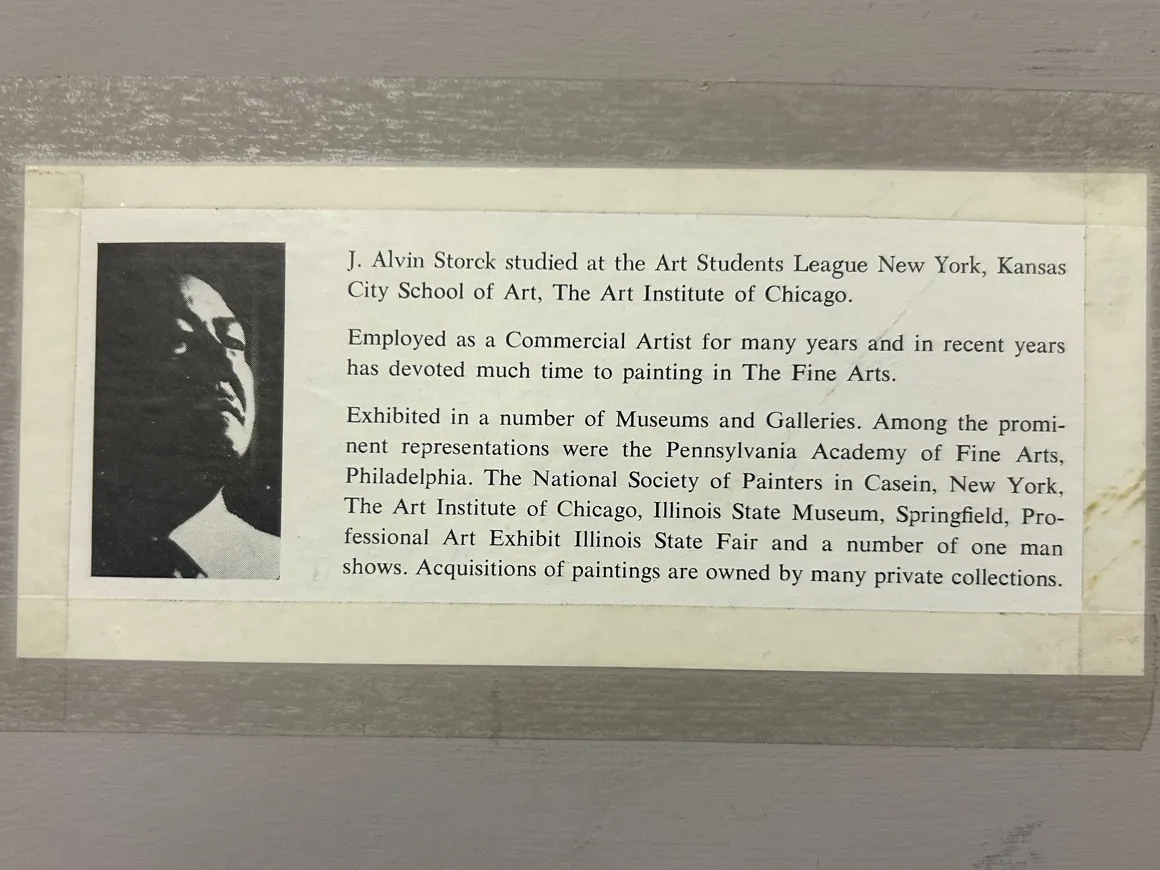 J. Alvin Storck studied at the Art Students League New York, Kansas
City School of Art, The Art Institute of Chicago.
Employed as a Commercial Artist for many years and in recent years
has devoted much time to painting in The Fine Arts.
Exhibited in a number of Museums and Galleries. Among the promi-
nent representations were the Pennsylvania Academy of Fine Arts,
Philadelphia. The National Society of Painters in Casein, New York,
The Art Institute of Chicago, Illinois State Museum, Springfield, Pro-
fessional Art Exhibit Illinois State Fair and a number of one man
shows. Acquisitions of paintings are owned by many private collections.